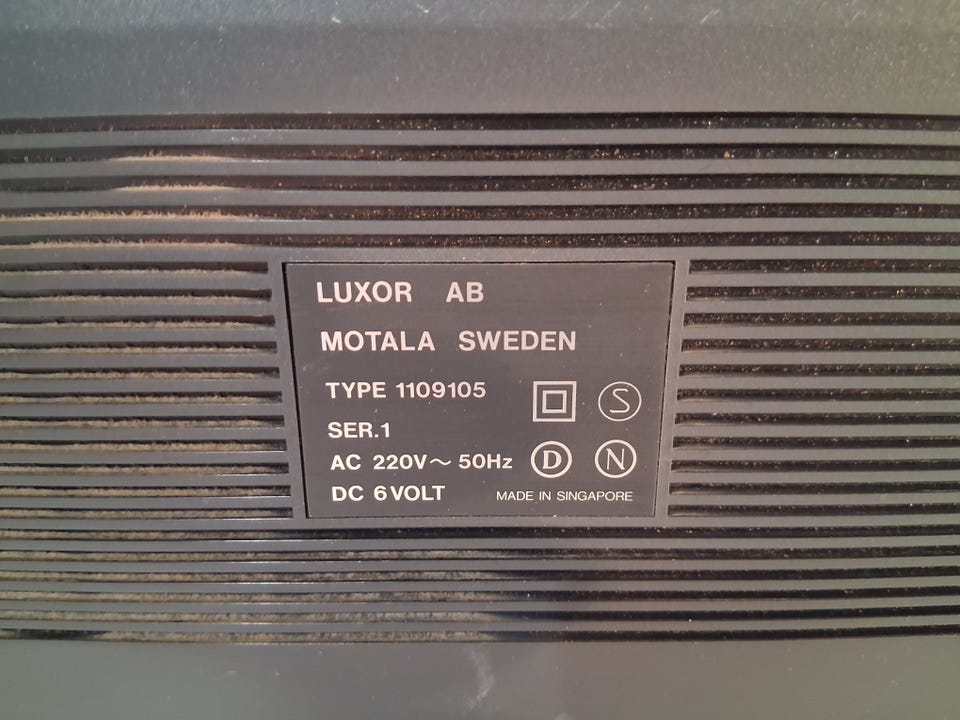 LUXOR AB
MOTALA SWEDEN
TYPE 1109105
S
SER.1
AC 220V~ 50Hz D N
DC 6VOLT MADE IN SINGAPORE